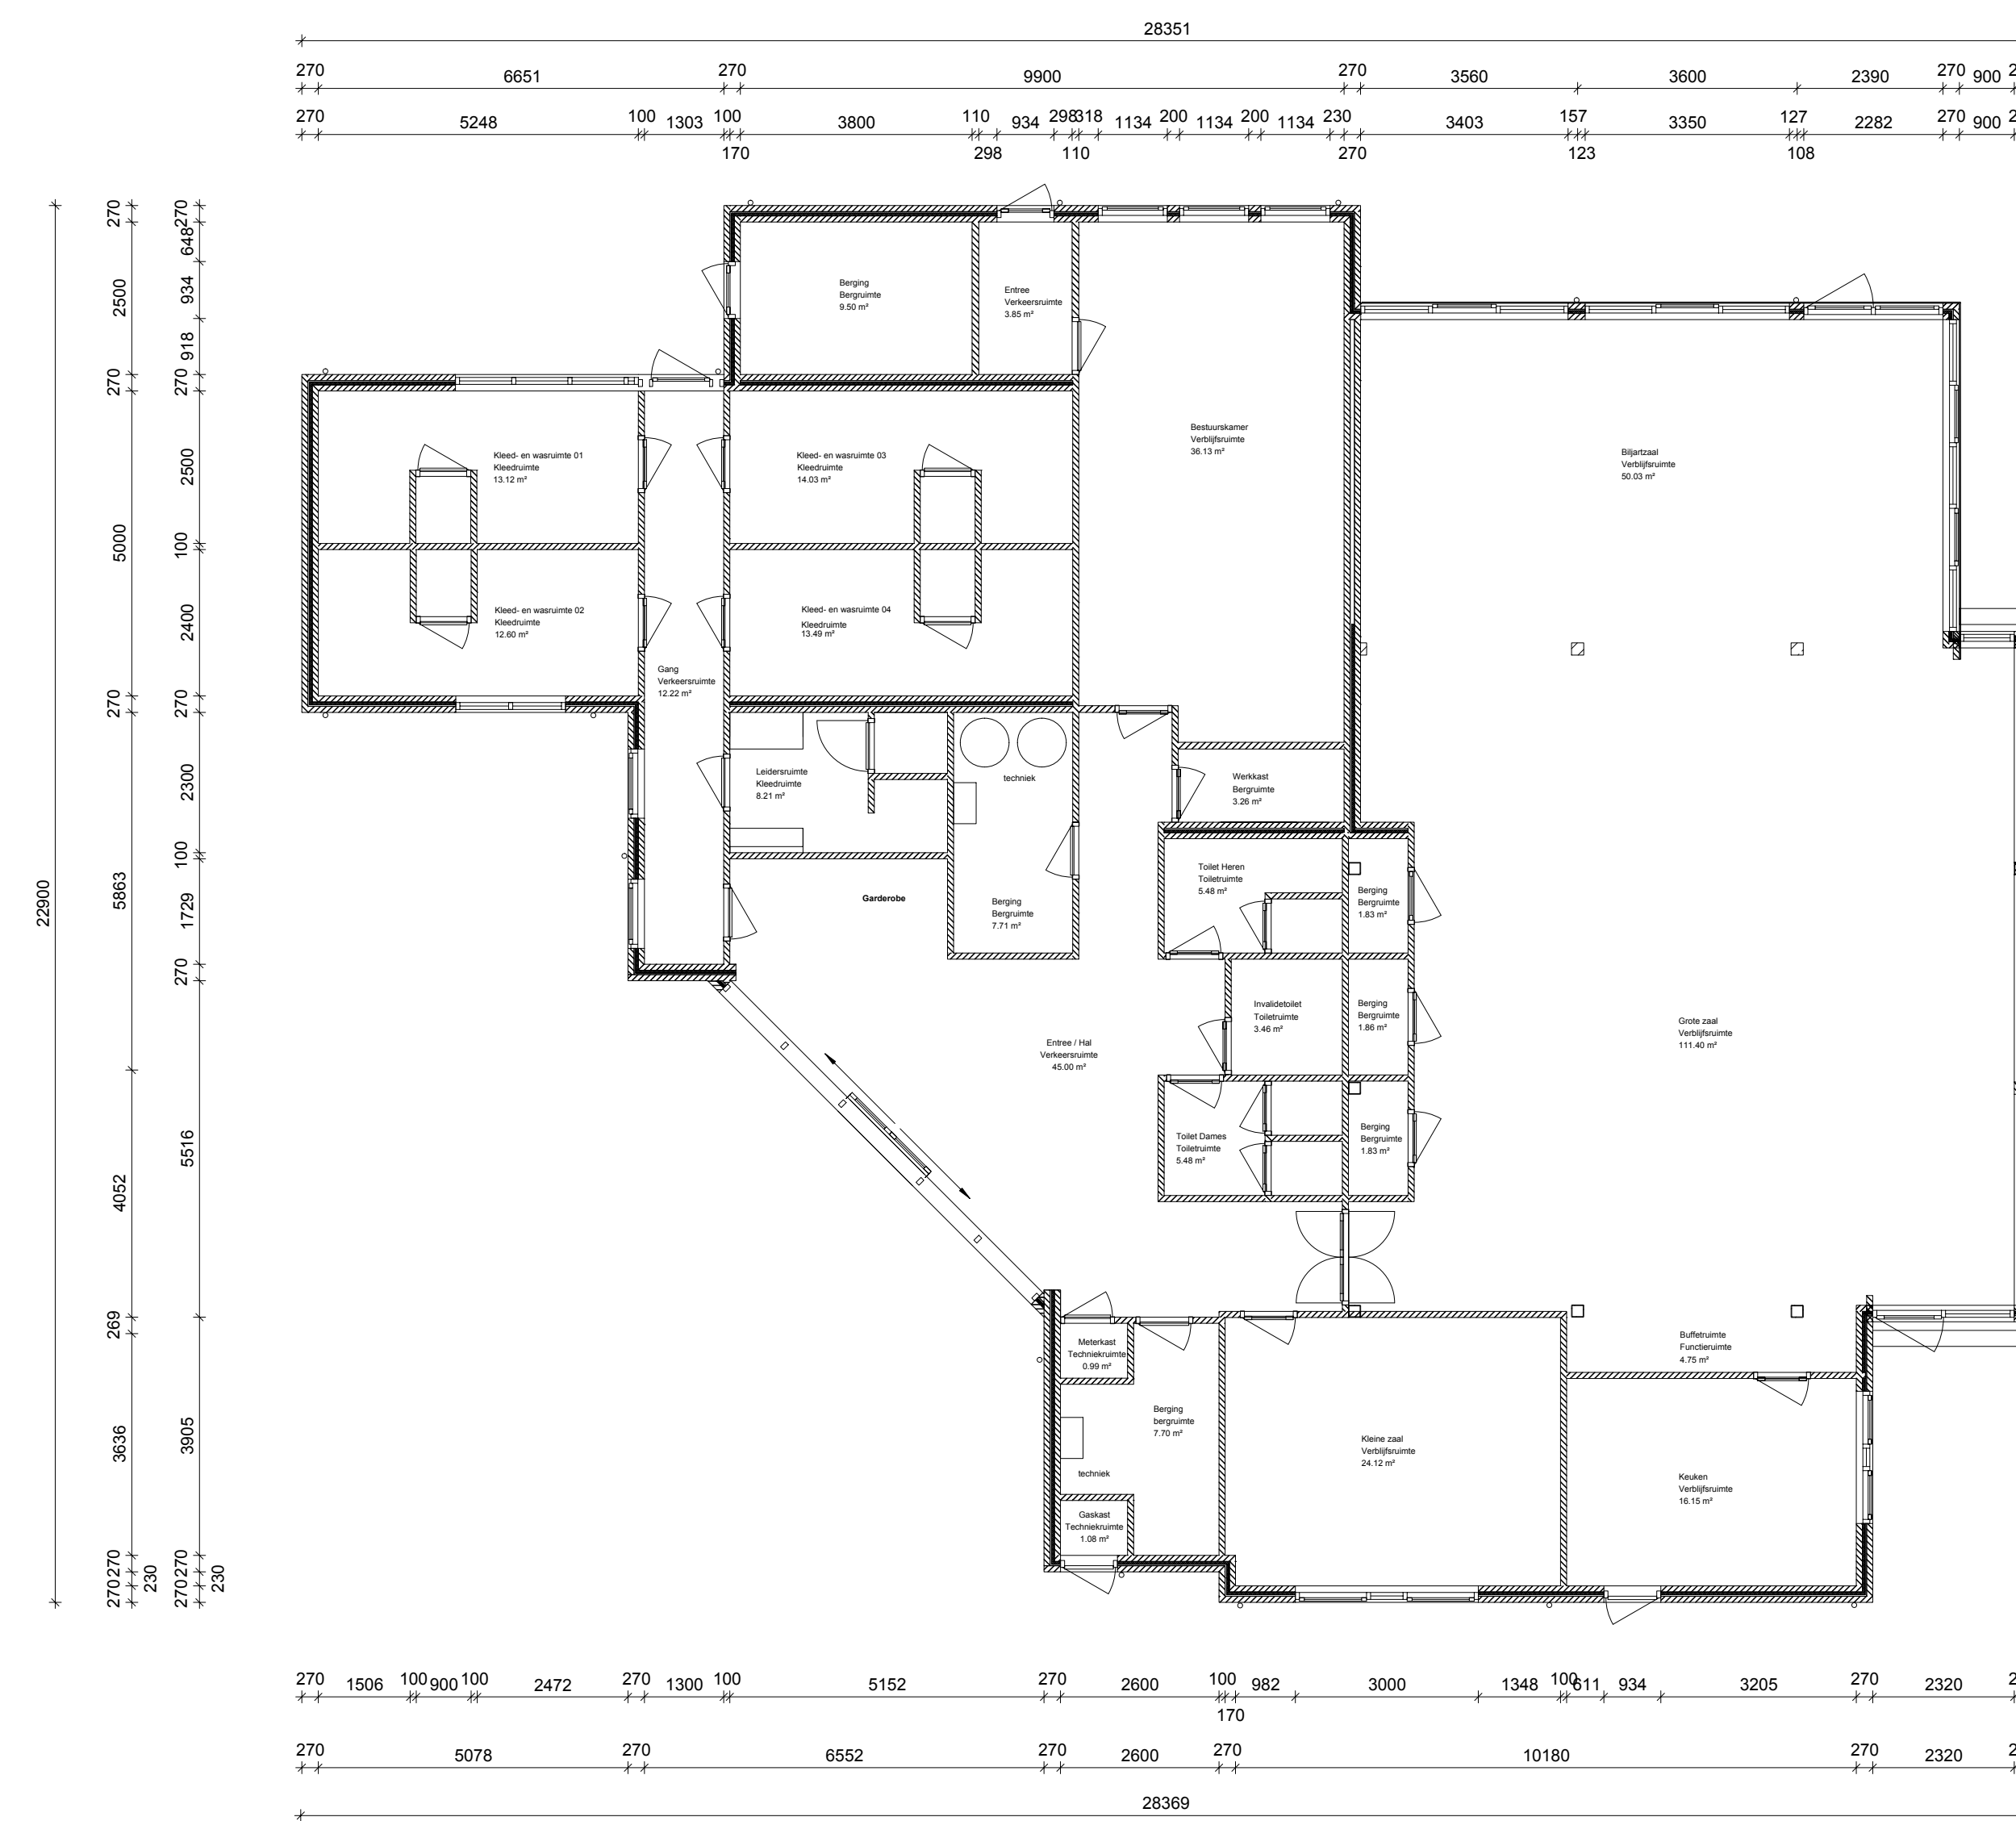 28351
270 6651 270 9900 270 3560 3600 2390 270 900 2
270 5248 100 1303 100 3800 110 934 298 318 1134 200 1134 200 1134 230 3403 157 3350 127 2282 270 900 2
170 298 110 270 123 108
22900
270 2500 270 5000 270 5863 4052 269 3636 270 270
230
270 648 934 918 270 2500 100 2400 270 2300 100 1729 270 5516 3905 270 270
230
Berging
Bergruimte
9.50 m²
Entree
Verkeersruimte
3.85 m²
Bestuurskamer
Verblijfsruimte
36.13 m²
Biljartzaal
Verblijfsruimte
50.03 m²
Kleed- en wasruimte 01
Kleedruimte
13.12 m²
Kleed- en wasruimte 03
Kleedruimte
14.03 m²
Kleed- en wasruimte 02
Kleedruimte
12.60 m²
Kleed- en wasruimte 04
Kleedruimte
13.49 m²
Gang
Verkeersruimte
12.22 m²
Leidersruimte
Kleedruimte
8.21 m²
techniek
Werkkast
Bergruimte
3.26 m²
Garderobe
Berging
Bergruimte
7.71 m²
Toilet Heren
Toiletruimte
5.48 m²
Berging
Bergruimte
1.83 m²
Invalidetoilet
Toiletruimte
3.46 m²
Berging
Bergruimte
1.86 m²
Grote zaal
Verblijfsruimte
111.40 m²
Entree / Hal
Verkeersruimte
45.00 m²
Toilet Dames
Toiletruimte
5.48 m²
Berging
Bergruimte
1.83 m²
Meterkast
Techniekruimte
0.99 m²
Buffetruimte
Functieruimte
4.75 m²
Berging
bergruimte
7.70 m²
Kleine zaal
Verblijfsruimte
24.12 m²
techniek
Keuken
Verblijfsruimte
16.15 m²
Gaskast
Techniekruimte
1.08 m²
270 1506 100 900 100 2472 270 1300 100 5152 270 2600 100 982 3000 1348 100 611 934 3205 270 2320 2
170
270 5078 270 6552 270 2600 270 10180 270 2320 2
28369